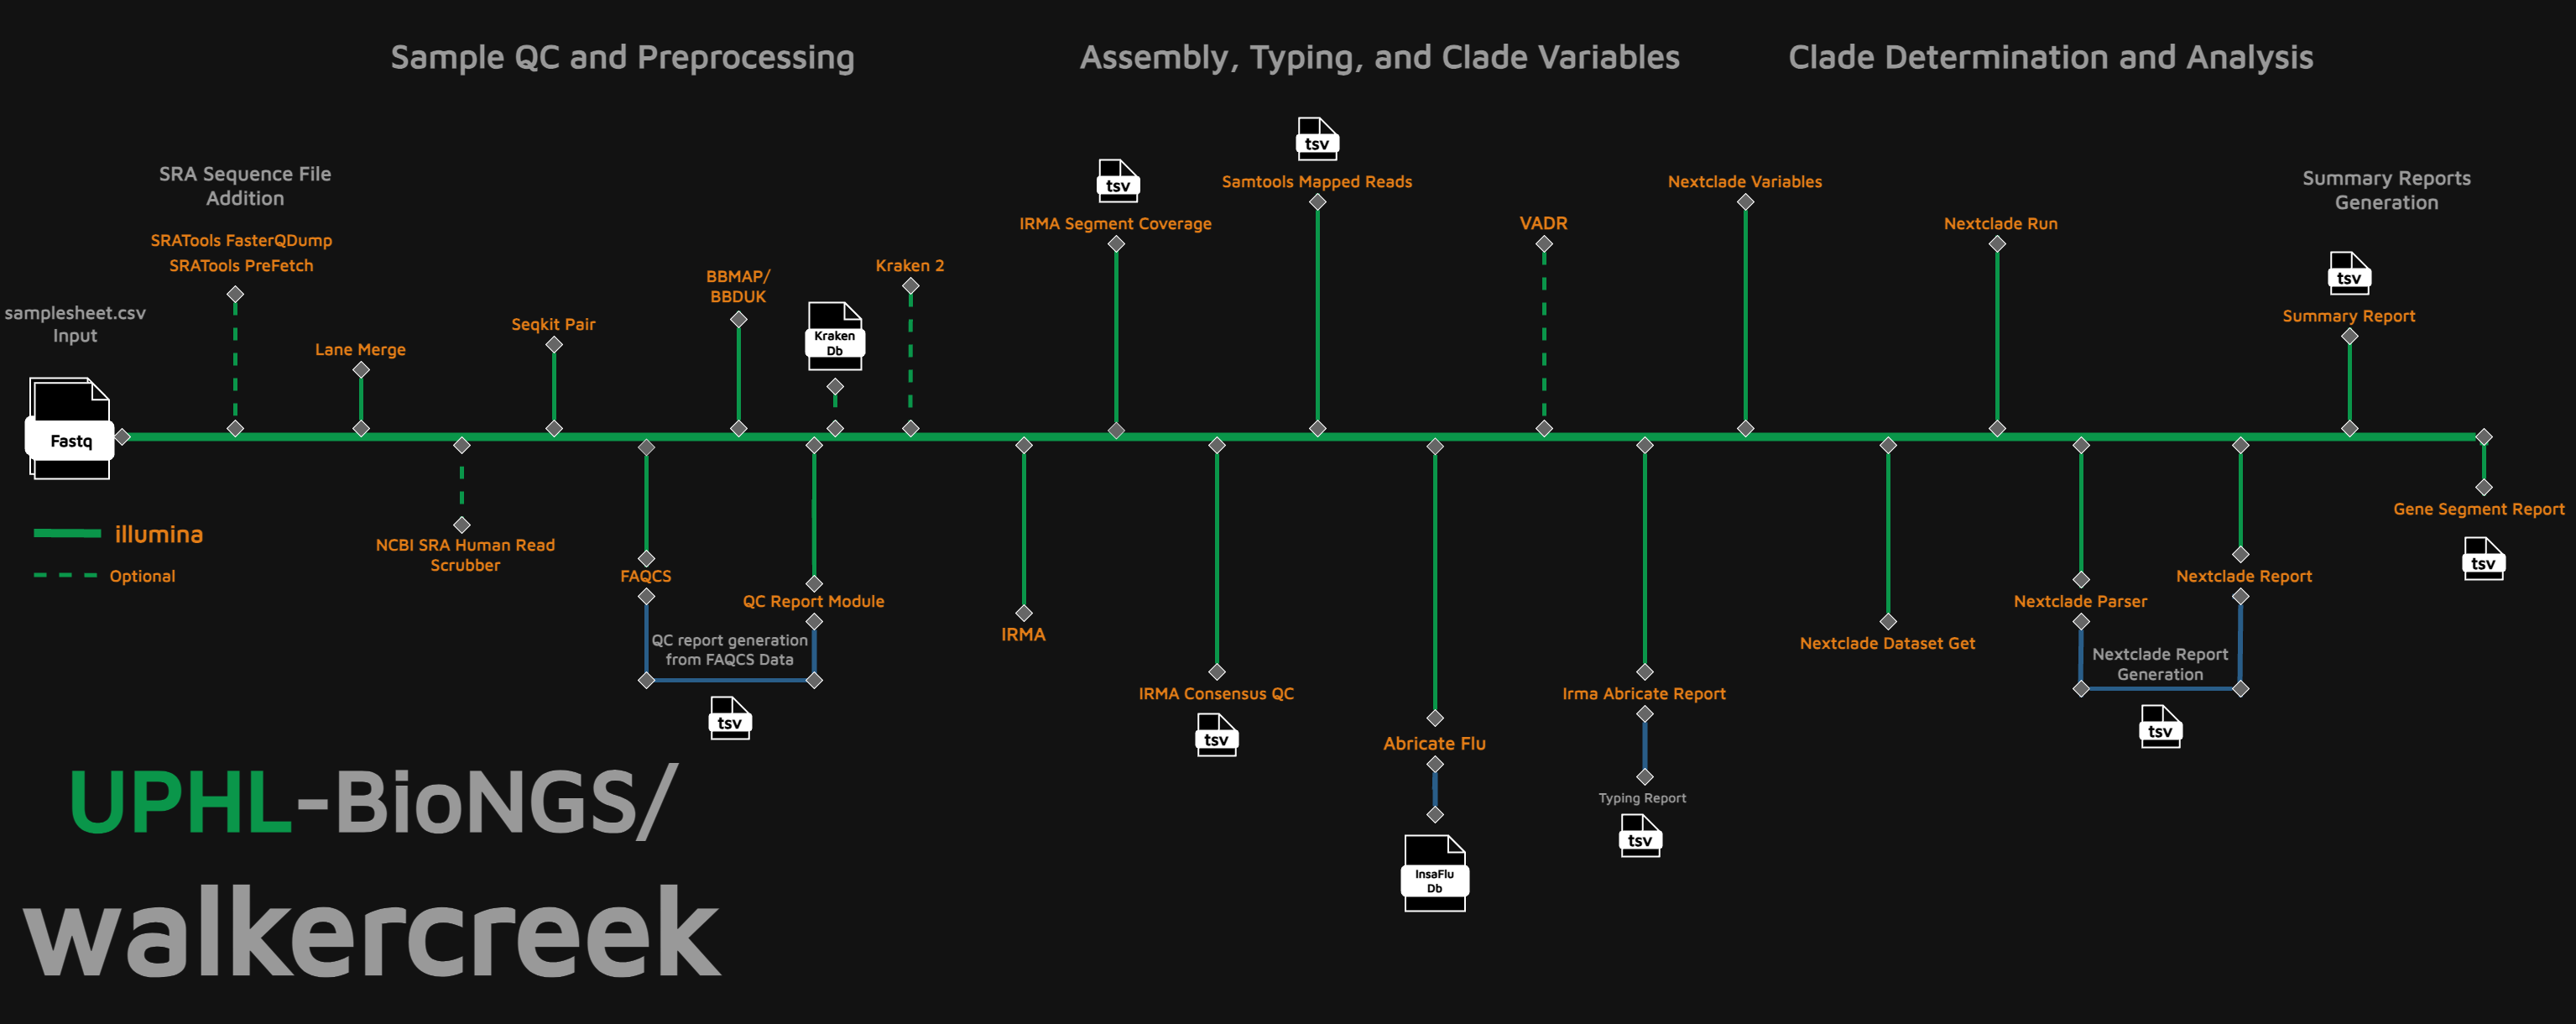 Sample QC and Preprocessing
Assembly, Typing, and Clade Variables
Clade Determination and Analysis
SRA Sequence File
Addition
SRATools FasterQDump
SRATools PreFetch
samplesheet.csv
Input
Fastq
Lane Merge
NCBI SRA Human Read
Scrubber
Seqkit Pair
FAQCS
BBMAP/
BBDUK
QC Report Module
QC report generation
from FAQCS Data
tsv
Kraken
Db
Kraken 2
IRMA
tsv
IRMA Segment Coverage
IRMA Consensus QC
tsv
tsv
Samtools Mapped Reads
Abricate Flu
InsaFlu
Db
VADR
Irma Abricate Report
Typing Report
tsv
Nextclade Variables
Nextclade Dataset Get
Nextclade Run
Nextclade Parser
Nextclade Report
Nextclade Report
Generation
tsv
Summary Reports
Generation
tsv
Summary Report
Gene Segment Report
tsv
illumina
Optional
UPHL-BioNGS/
walkercreek